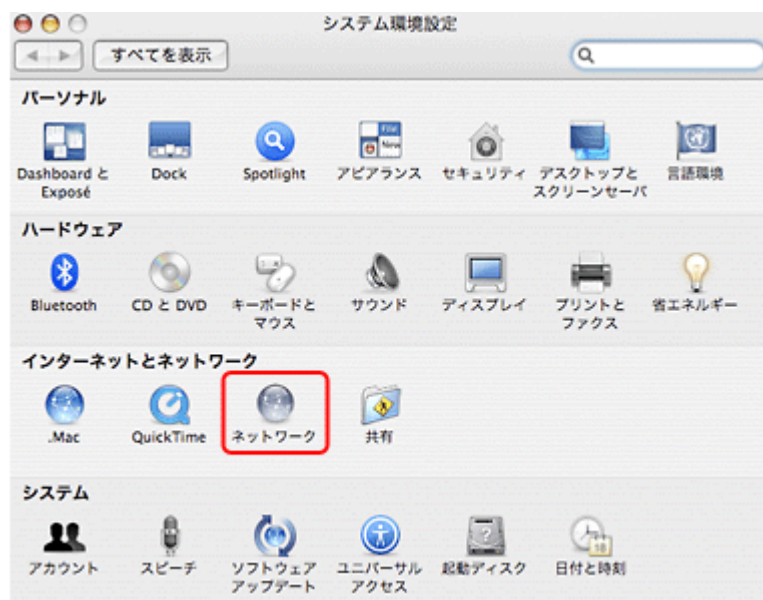 システム環境設定
すべてを表示
パーソナル
Dashboard と
Exposé
Dock
Spotlight
アピアランス
セキュリティ
デスクトップと
スクリーンセーバ
言語環境
ハードウェア
Bluetooth
CD と DVD
キーボードと
マウス
サウンド
ディスプレイ
プリントと
ファクス
省エネルギー
インターネットとネットワーク
.Mac
QuickTime
ネットワーク
共有
システム
アカウント
スピーチ
ソフトウェア
アップデート
ユニバーサル
アクセス
起動ディスク
日付と時刻